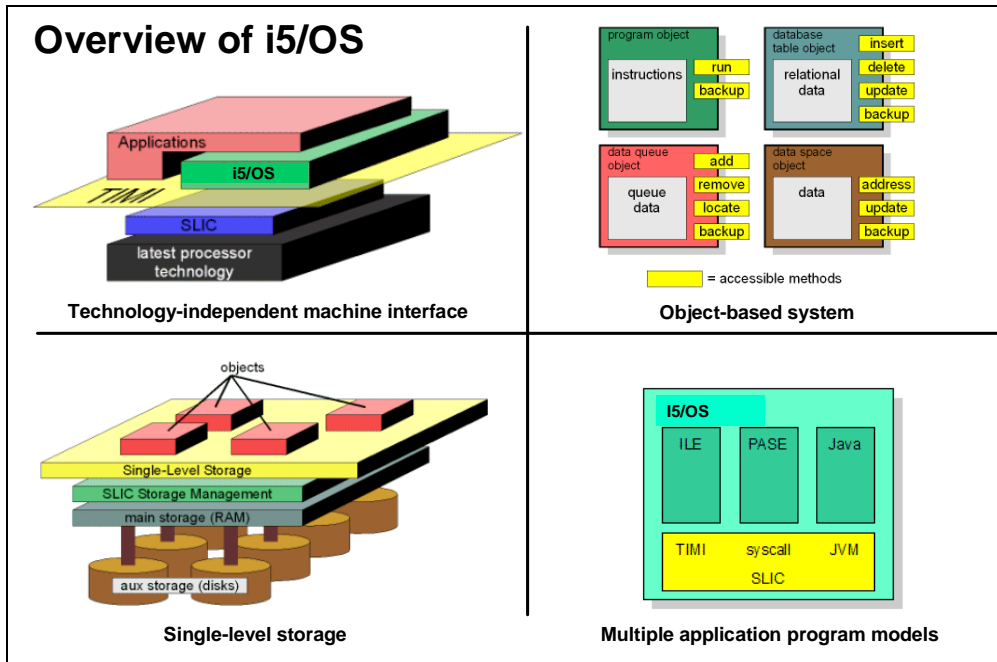 Overview of i5/OS
Applications
i5/OS
TIMI
SLIC
latest processor
technology
Technology-independent machine interface
program object
instructions
run
backup
database
table object
relational
data
insert
delete
update
backup
data queue
object
queue
data
add
remove
locate
backup
data space
object
data
address
update
backup
= accessible methods
Object-based system
objects
Single-Level Storage
SLIC Storage Management
main storage (RAM)
aux storage (disks)
Single-level storage
I5/OS
ILE
PASE
Java
TIMI
syscall
JVM
SLIC
Multiple application program models